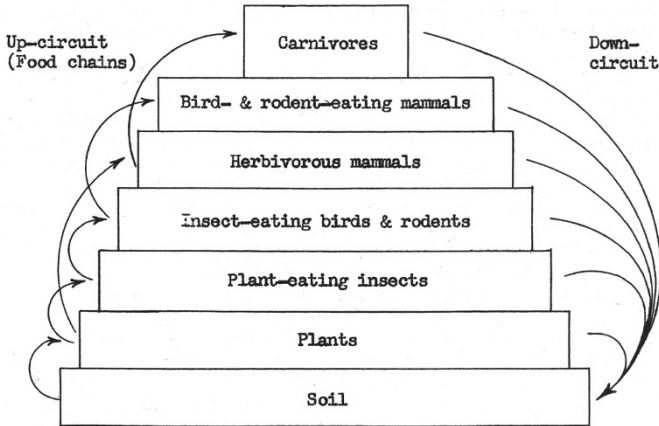 Up-circuit
(Food chains)
Down-
circuit
Carnivores
Bird- & rodent-eating mammals
Herbivorous mammals
Insect-eating birds & rodents
Plant-eating insects
Plants
Soil